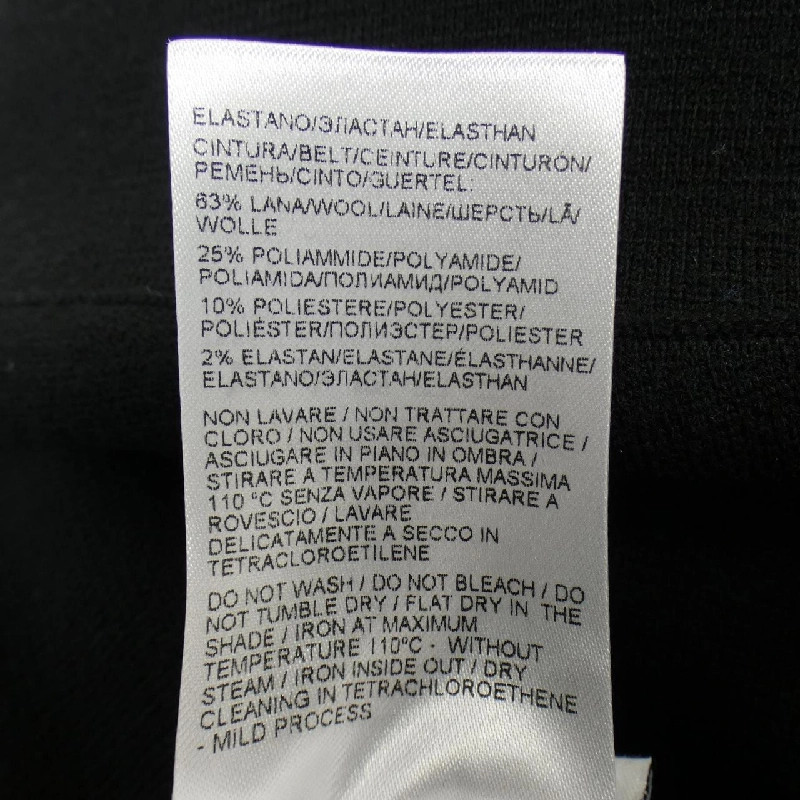 ELASTANO/ЭЛАСТАН/ELASTHAN
CINTURA/BELT/CEINTURE/CINTURÓN/
РЕМЕНЬ/CINTO/GUERTEL:
63% LANA/WOOL/LAINE/ШЕРСТЬ/LÃ/
WOLLE
25% POLIAMMIDE/POLYAMIDE/
POLIAMIDA/ПОЛИАМИД/POLYAMID
10% POLIESTERE/POLYESTER/
POLIÉSTER/ПОЛИЭСТЕР/POLIESTER
2% ELASTAN/ELASTANE/ÉLASTHANNE/
ELASTANO/ЭЛАСТАН/ELASTHAN
NON LAVARE / NON TRATTARE CON
CLORO / NON USARE ASCIUGATRICE /
ASCIUGARE IN PIANO IN OMBRA /
STIRARE A TEMPERATURA MASSIMA
110 °C SENZA VAPORE / STIRARE A
ROVESCIO / LAVARE
DELICATAMENTE A SECCO IN
TETRACLOROETILENE
DO NOT WASH / DO NOT BLEACH / DO
NOT TUMBLE DRY / FLAT DRY IN THE
SHADE / IRON AT MAXIMUM
TEMPERATURE 110°C - WITHOUT
STEAM / IRON INSIDE OUT / DRY
CLEANING IN TETRACHLOROETHENE
- MILD PROCESS